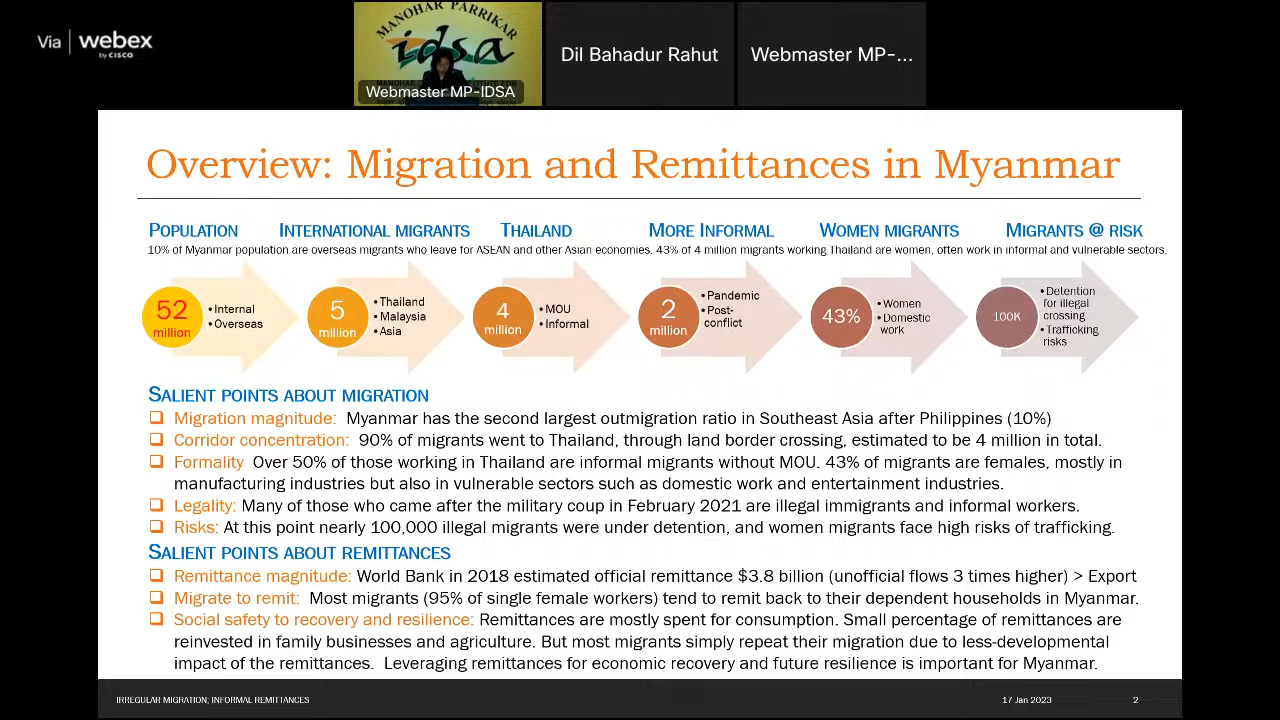 Via webex
by CISCO
MANOHAR PARRIKAR
idsa
Webmaster MP-IDSA
Dil Bahadur Rahut
Webmaster MP-...
Overview: Migration and Remittances in Myanmar
POPULATION INTERNATIONAL MIGRANTS THAILAND MORE INFORMAL WOMEN MIGRANTS MIGRANTS @ RISK
10% of Myanmar population are overseas migrants who leave for ASEAN and other Asian economies. 43% of 4 million migrants working Thailand are women, often work in informal and vulnerable sectors.
52
million
•Internal
•Overseas
5
million
•Thailand
•Malaysia
•Asia
4
million
•MOU
•Informal
2
million
•Pandemic
•Post-
conflict
43%
•Women
•Domestic
work
100K
•Detention
for illegal
crossing
•Trafficking
risks
SALIENT POINTS ABOUT MIGRATION
❑ Migration magnitude: Myanmar has the second largest outmigration ratio in Southeast Asia after Philippines (10%)
❑ Corridor concentration: 90% of migrants went to Thailand, through land border crossing, estimated to be 4 million in total.
❑ Formality Over 50% of those working in Thailand are informal migrants without MOU. 43% of migrants are females, mostly in
manufacturing industries but also in vulnerable sectors such as domestic work and entertainment industries.
❑ Legality: Many of those who came after the military coup in February 2021 are illegal immigrants and informal workers.
❑ Risks: At this point nearly 100,000 illegal migrants were under detention, and women migrants face high risks of trafficking.
SALIENT POINTS ABOUT REMITTANCES
❑ Remittance magnitude: World Bank in 2018 estimated official remittance $3.8 billion (unofficial flows 3 times higher) > Export
❑ Migrate to remit: Most migrants (95% of single female workers) tend to remit back to their dependent households in Myanmar.
❑ Social safety to recovery and resilience: Remittances are mostly spent for consumption. Small percentage of remittances are
reinvested in family businesses and agriculture. But most migrants simply repeat their migration due to less-developmental
impact of the remittances. Leveraging remittances for economic recovery and future resilience is important for Myanmar.
IRREGULAR MIGRATION; INFORMAL REMITTANCES
17 Jan 2023
2